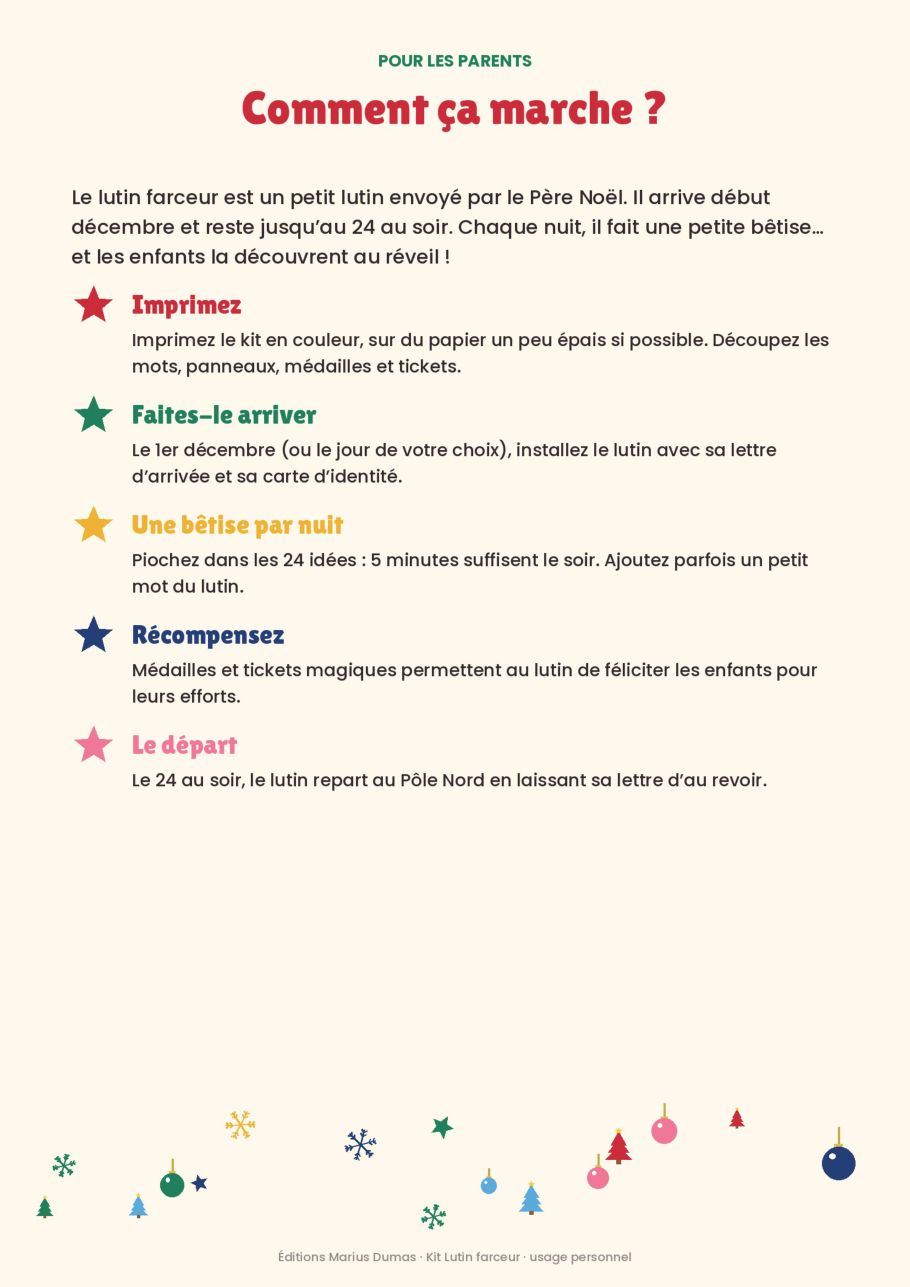 POUR LES PARENTS
Comment ça marche ?
Le lutin farceur est un petit lutin envoyé par le Père Noël. Il arrive début
décembre et reste jusqu’au 24 au soir. Chaque nuit, il fait une petite bêtise…
et les enfants la découvrent au réveil !
Imprimez
Imprimez le kit en couleur, sur du papier un peu épais si possible. Découpez les
mots, panneaux, médailles et tickets.
Faites-le arriver
Le 1er décembre (ou le jour de votre choix), installez le lutin avec sa lettre
d’arrivée et sa carte d’identité.
Une bêtise par nuit
Piochez dans les 24 idées : 5 minutes suffisent le soir. Ajoutez parfois un petit
mot du lutin.
Récompensez
Médailles et tickets magiques permettent au lutin de féliciter les enfants pour
leurs efforts.
Le départ
Le 24 au soir, le lutin repart au Pôle Nord en laissant sa lettre d’au revoir.
Éditions Marius Dumas · Kit Lutin farceur · usage personnel